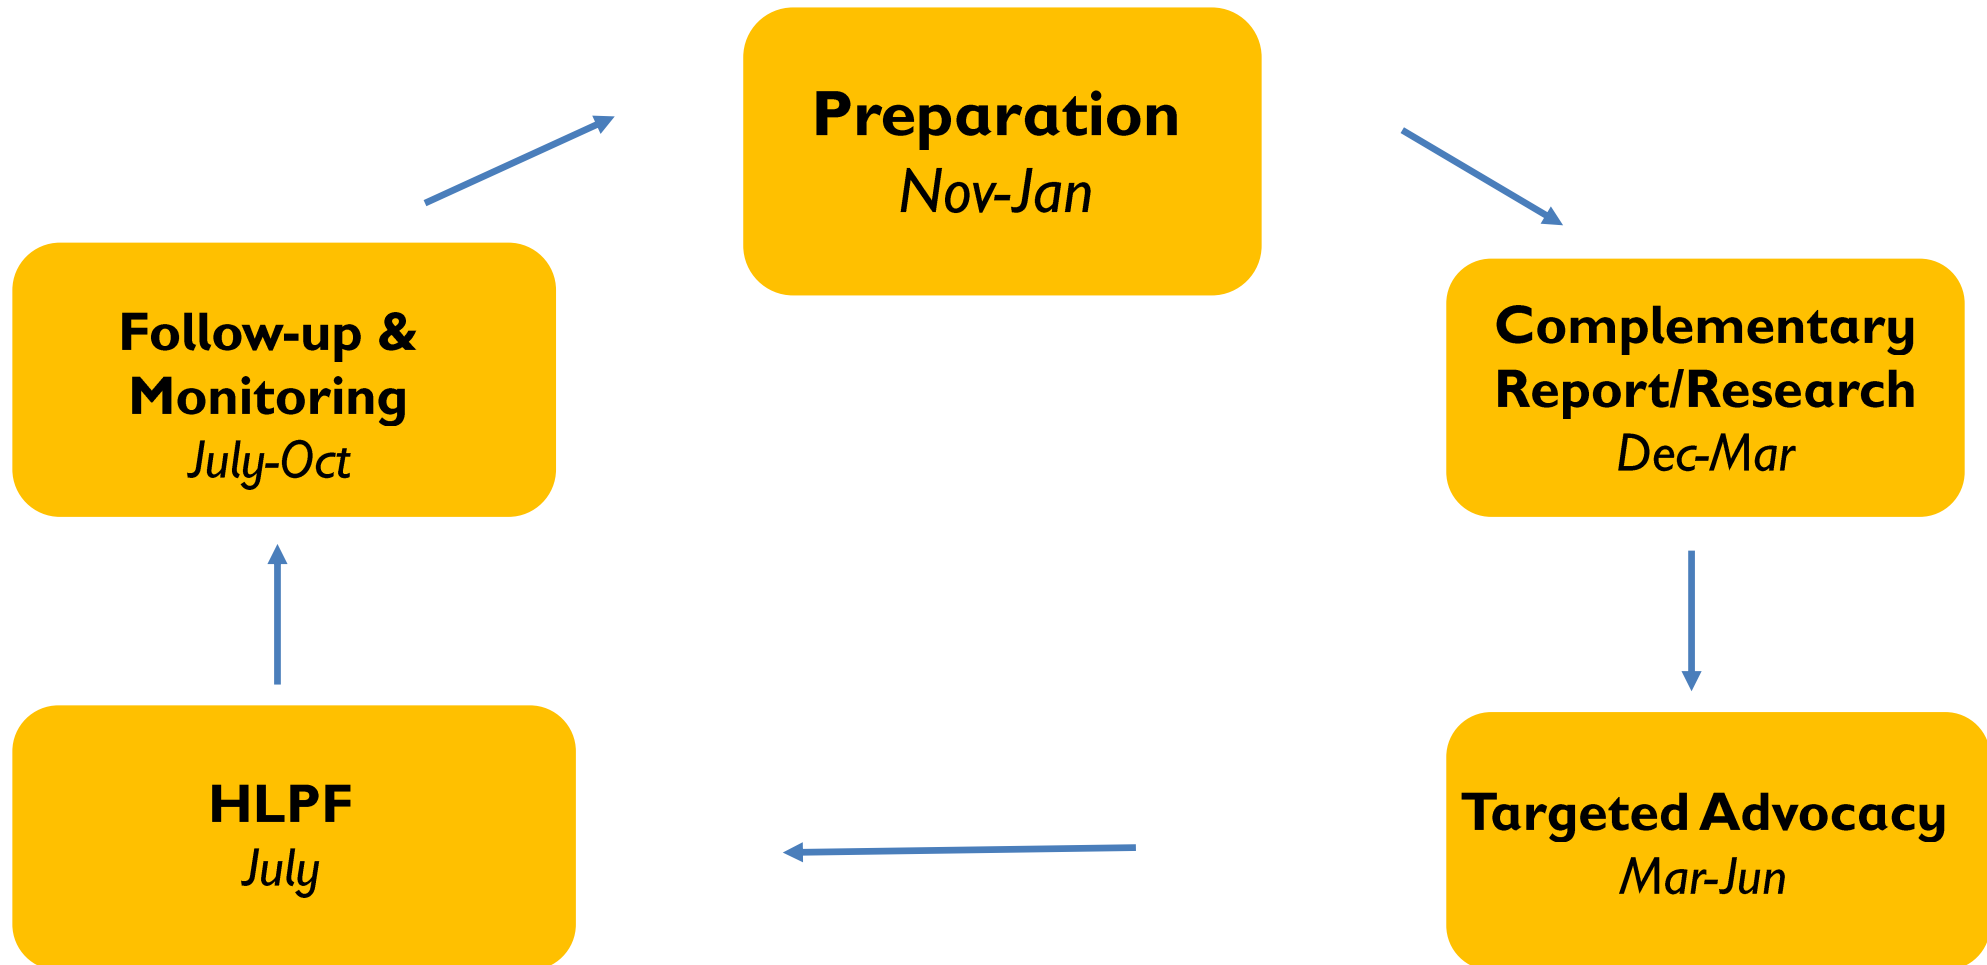 Preparation
Nov-Jan
Complementary
Report/Research
Dec-Mar
Targeted Advocacy
Mar-Jun
HLPF
July
Follow-up &
Monitoring
July-Oct